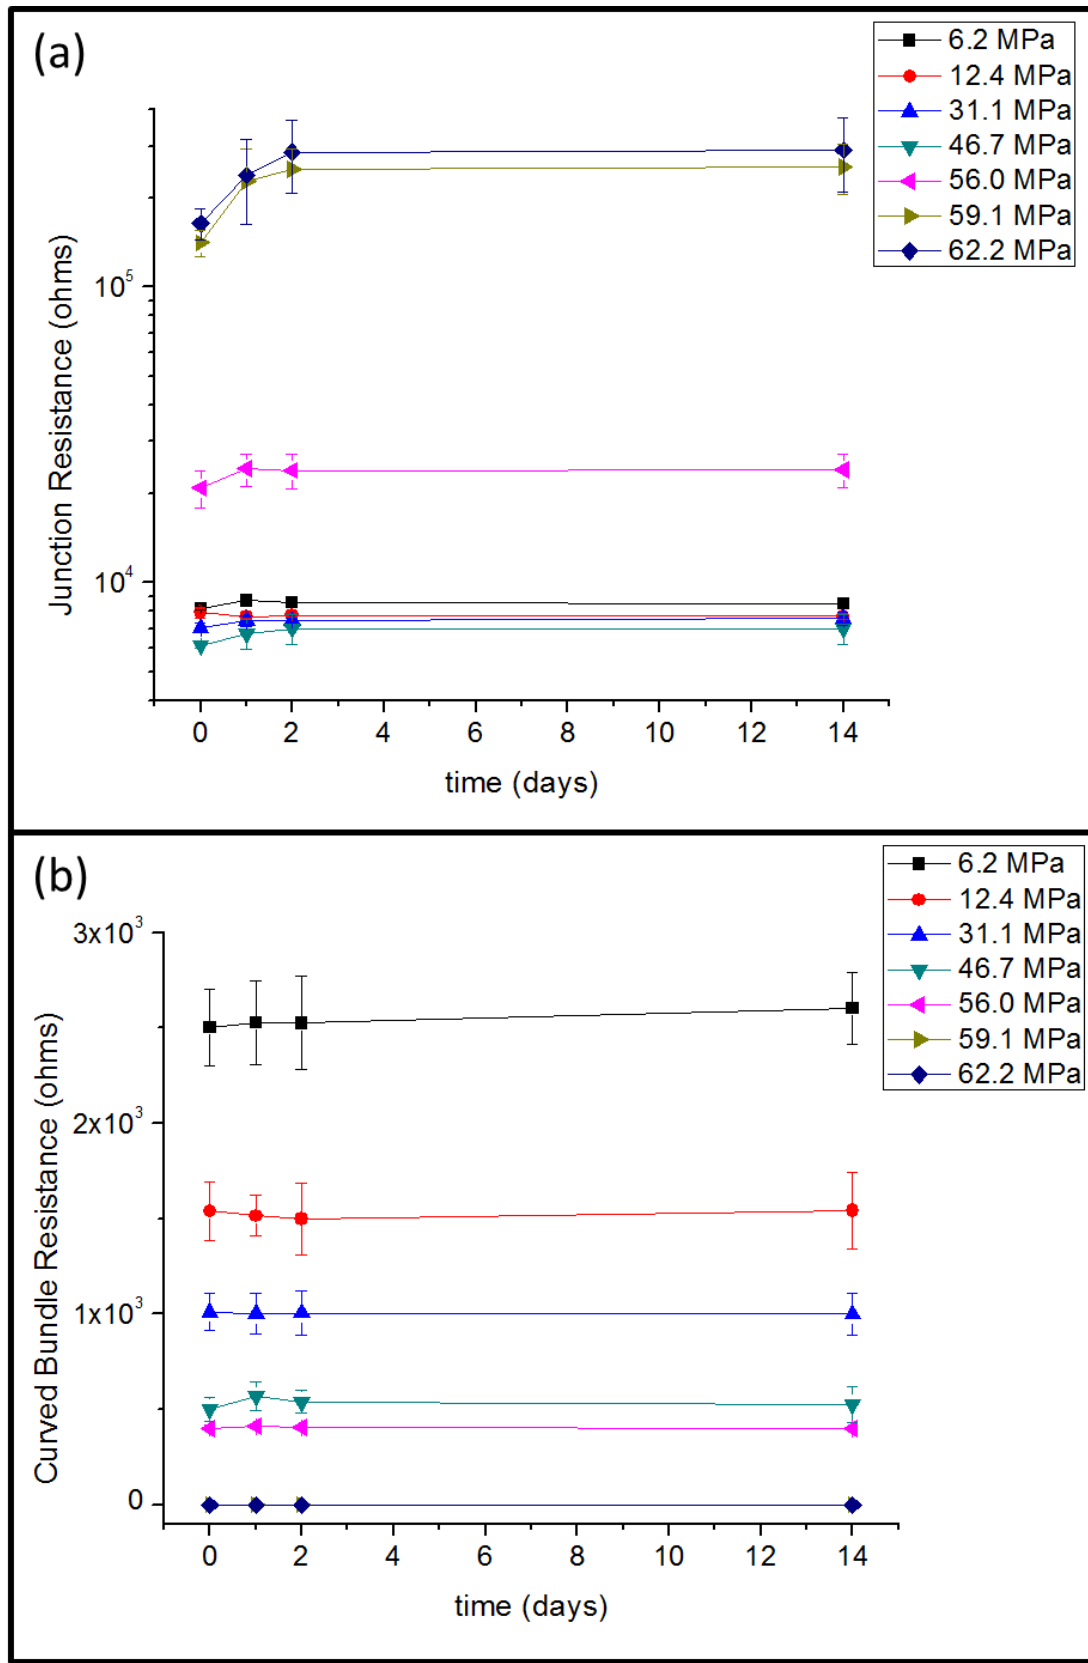 (a)
6.2 MPa
12.4 MPa
31.1 MPa
46.7 MPa
56.0 MPa
59.1 MPa
62.2 MPa
Junction Resistance (ohms)
10⁵
10⁴
0 2 4 6 8 10 12 14
time (days)
(b)
6.2 MPa
12.4 MPa
31.1 MPa
46.7 MPa
56.0 MPa
59.1 MPa
62.2 MPa
Curved Bundle Resistance (ohms)
3x10³
2x10³
1x10³
0
0 2 4 6 8 10 12 14
time (days)